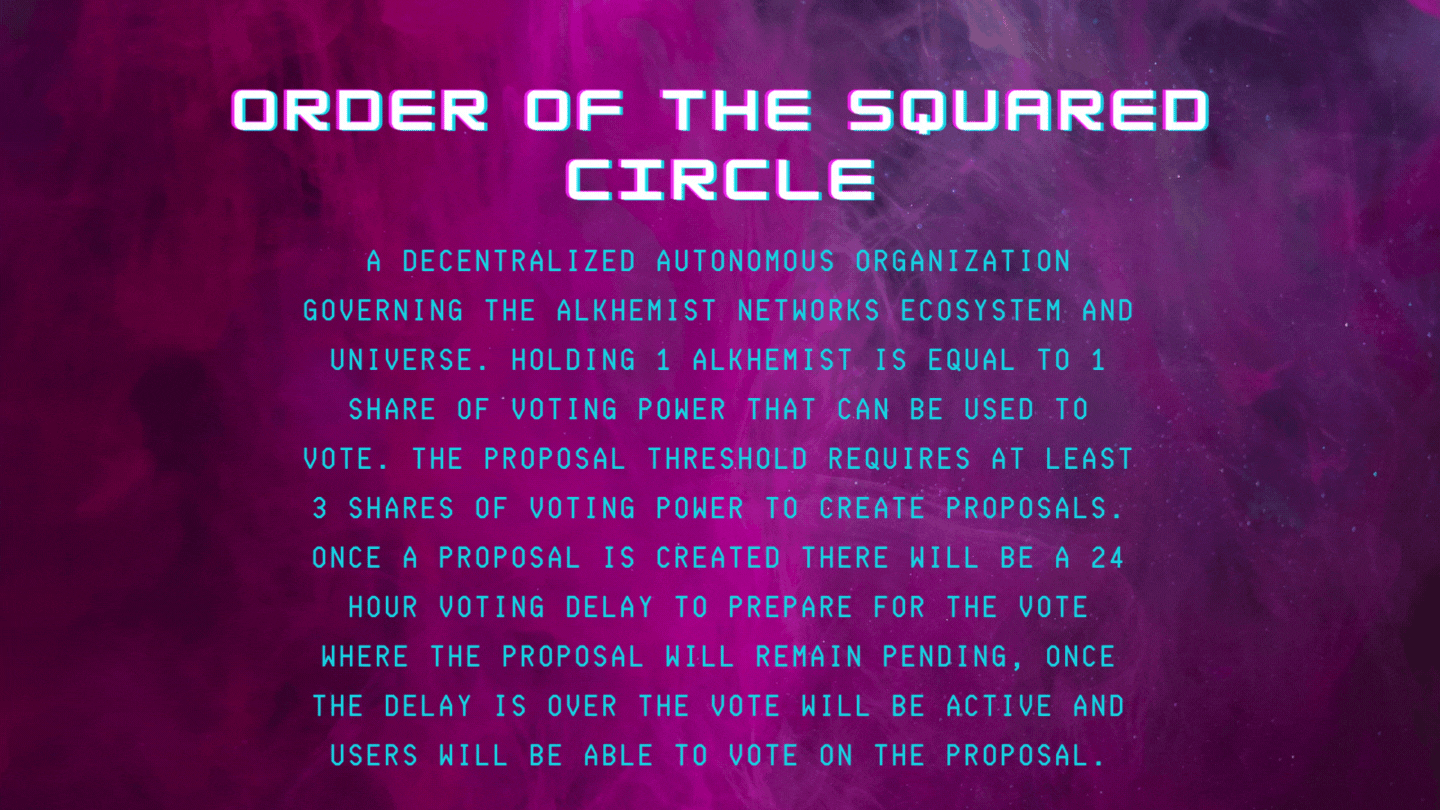 ORDER OF THE SQUARED
CIRCLE
A DECENTRALIZED AUTONOMOUS ORGANIZATION
GOVERNING THE ALKHEMIST NETWORKS ECOSYSTEM AND
UNIVERSE. HOLDING 1 ALKHEMIST IS EQUAL TO 1
SHARE OF VOTING POWER THAT CAN BE USED TO
VOTE. THE PROPOSAL THRESHOLD REQUIRES AT LEAST
3 SHARES OF VOTING POWER TO CREATE PROPOSALS.
ONCE A PROPOSAL IS CREATED THERE WILL BE A 24
HOUR VOTING DELAY TO PREPARE FOR THE VOTE
WHERE THE PROPOSAL WILL REMAIN PENDING, ONCE
THE DELAY IS OVER THE VOTE WILL BE ACTIVE AND
USERS WILL BE ABLE TO VOTE ON THE PROPOSAL.